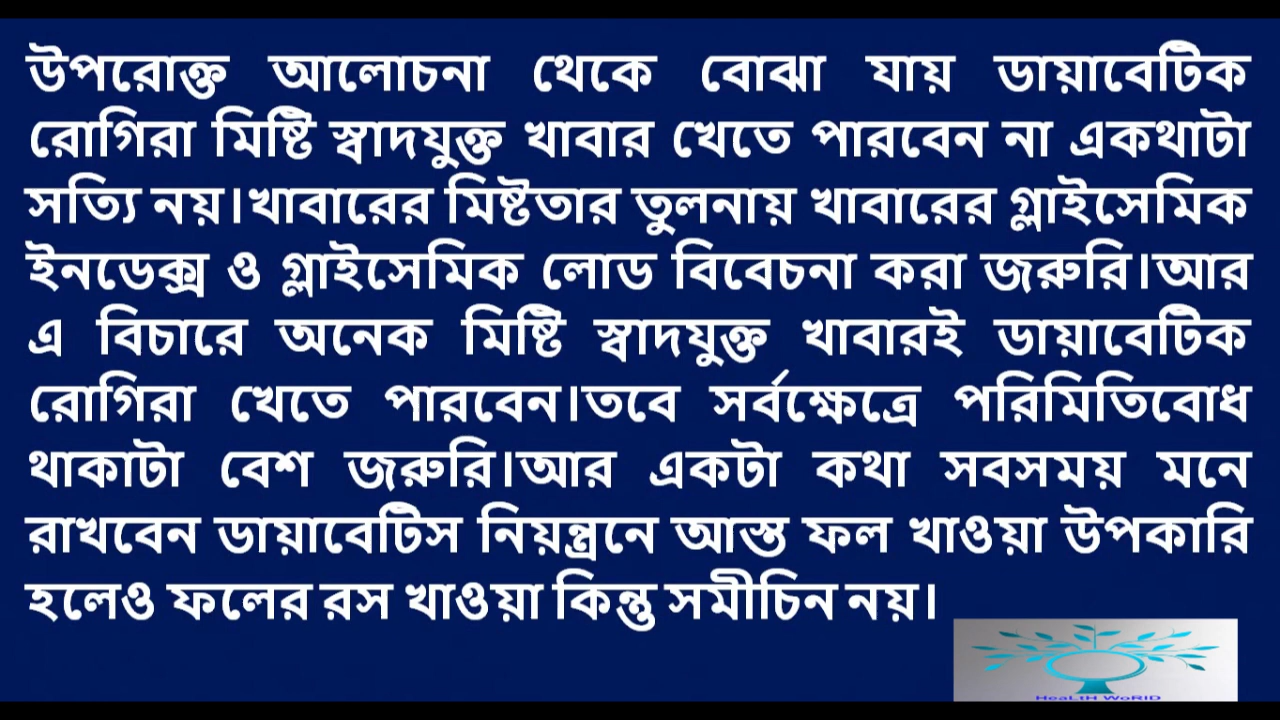 উপরোক্ত আলোচনা থেকে বোঝা যায় ডায়াবেটিক
রোগিরা মিষ্টি স্বাদযুক্ত খাবার খেতে পারবেন না একথাটা
সত্যি নয়।খাবারের মিষ্টতার তুলনায় খাবারের গ্লাইসেমিক
ইনডেক্স ও গ্লাইসেমিক লোড বিবেচনা করা জরুরি।আর
এ বিচারে অনেক মিষ্টি স্বাদযুক্ত খাবারই ডায়াবেটিক
রোগিরা খেতে পারবেন।তবে সর্বক্ষেত্রে পরিমিতিবোধ
থাকাটা বেশ জরুরি।আর একটা কথা সবসময় মনে
রাখবেন ডায়াবেটিস নিয়ন্ত্রনে আস্ত ফল খাওয়া উপকারি
হলেও ফলের রস খাওয়া কিন্তু সমীচিন নয়।
HeaLtH WoRlD